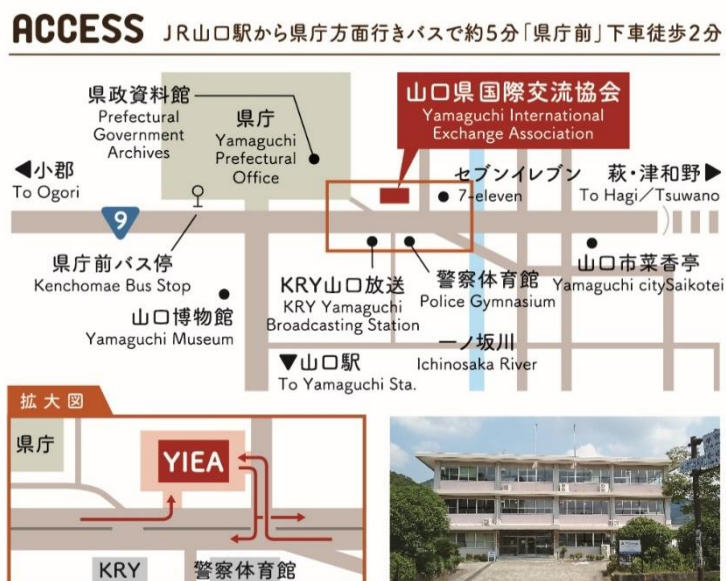 ACCESS JR山口駅から県庁方面行きバスで約5分「県庁前」下車徒歩2分
県政資料館
Prefectural
Government
Archives
県庁
Yamaguchi
Prefectural
Office
山口県国際交流協会
Yamaguchi International
Exchange Association
◀小郡
To Ogori
セブンイレブン
7-eleven
萩・津和野▶
To Hagi/Tsuwano
9
県庁前バス停
Kenchomae Bus Stop
山口博物館
Yamaguchi Museum
KRY山口放送
KRY Yamaguchi
Broadcasting Station
警察体育館
Police Gymnasium
山口市菜香亭
Yamaguchi citySaikotei
▼山口駅
To Yamaguchi Sta.
一ノ坂川
Ichinosaka River
拡大図
県庁
YIEA
KRY
警察体育館